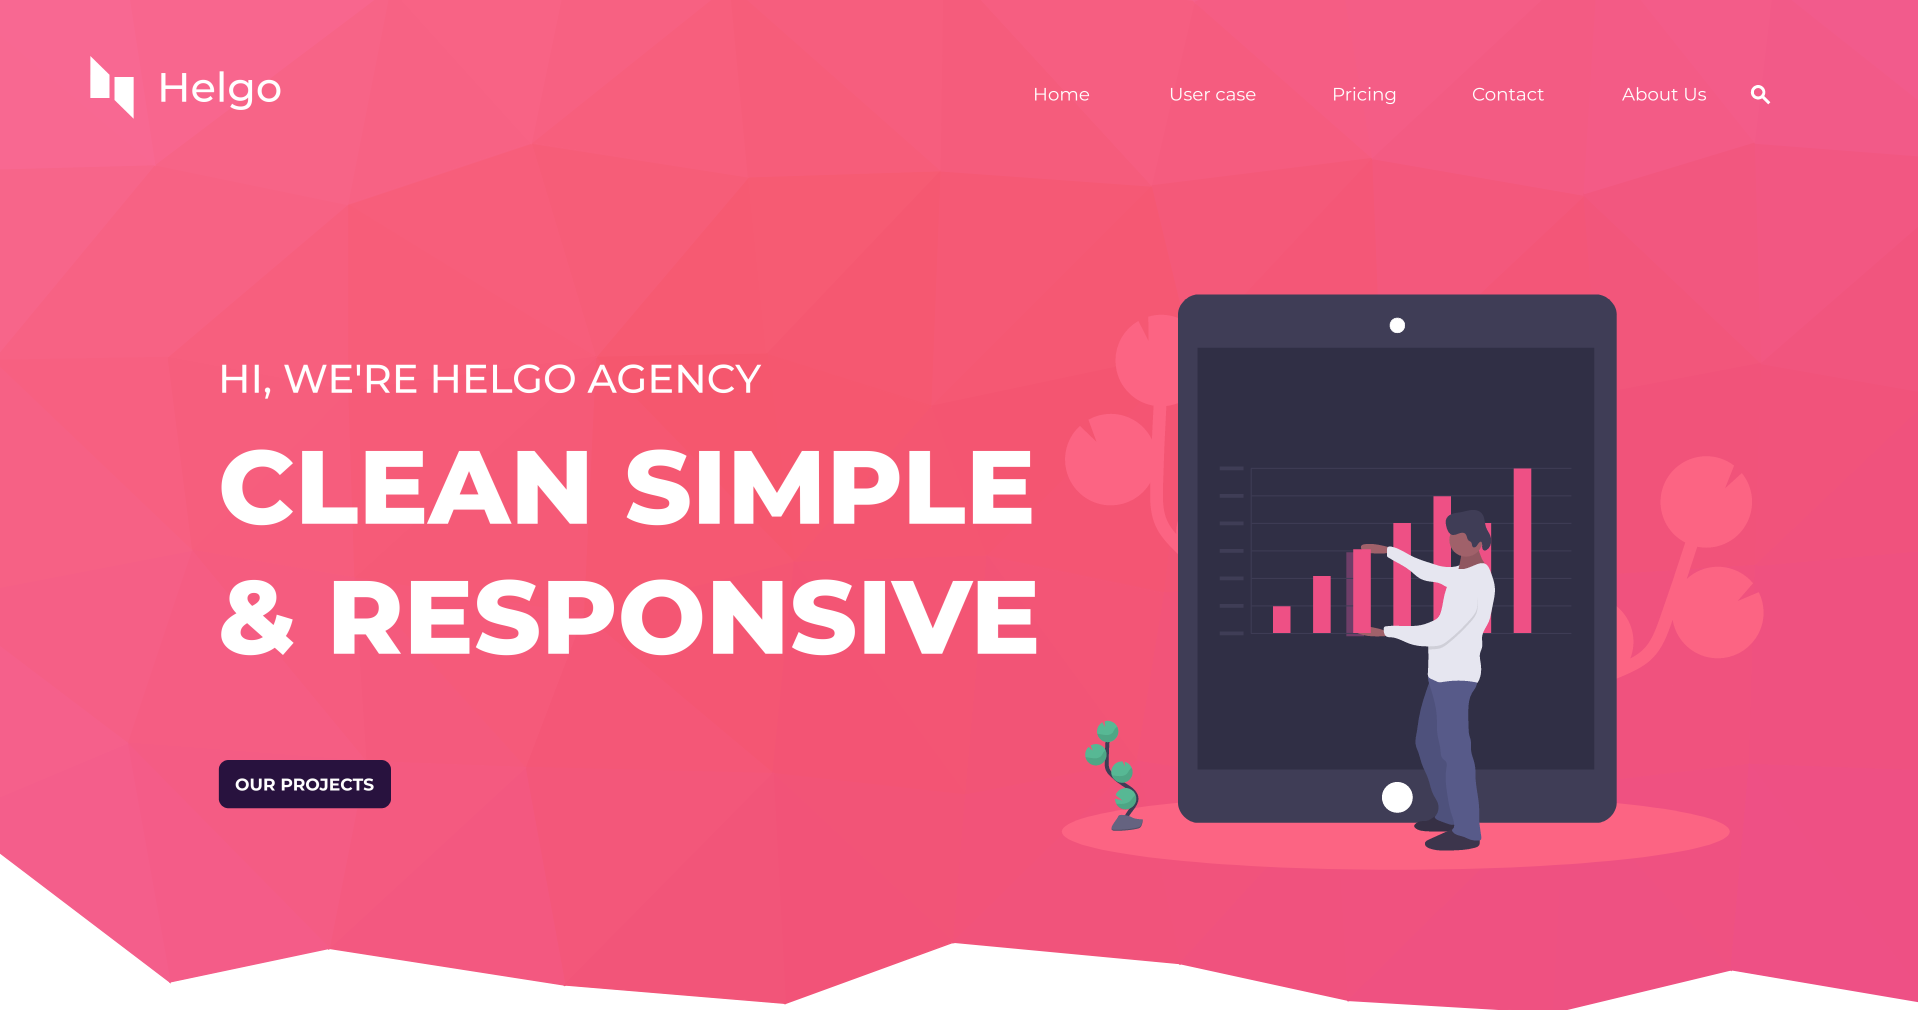 Helgo
Home
User case
Pricing
Contact
About Us
HI, WE'RE HELGO AGENCY
CLEAN SIMPLE
& RESPONSIVE
OUR PROJECTS